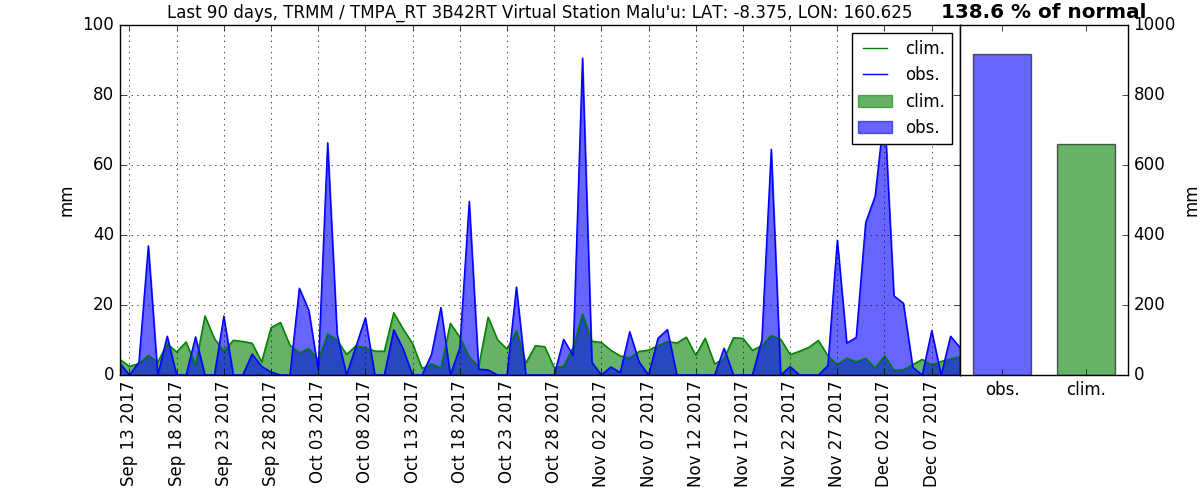 Last 90 days, TRMM / TMPA_RT 3B42RT Virtual Station Malu'u: LAT: -8.375, LON: 160.625
138.6 % of normal
100
80
60
40
20
0
mm
clim.
obs.
clim.
obs.
1000
800
600
400
200
0
mm
obs.
clim.
Sep 13 2017
Sep 18 2017
Sep 23 2017
Sep 28 2017
Oct 03 2017
Oct 08 2017
Oct 13 2017
Oct 18 2017
Oct 23 2017
Oct 28 2017
Nov 02 2017
Nov 07 2017
Nov 12 2017
Nov 17 2017
Nov 22 2017
Nov 27 2017
Dec 02 2017
Dec 07 2017